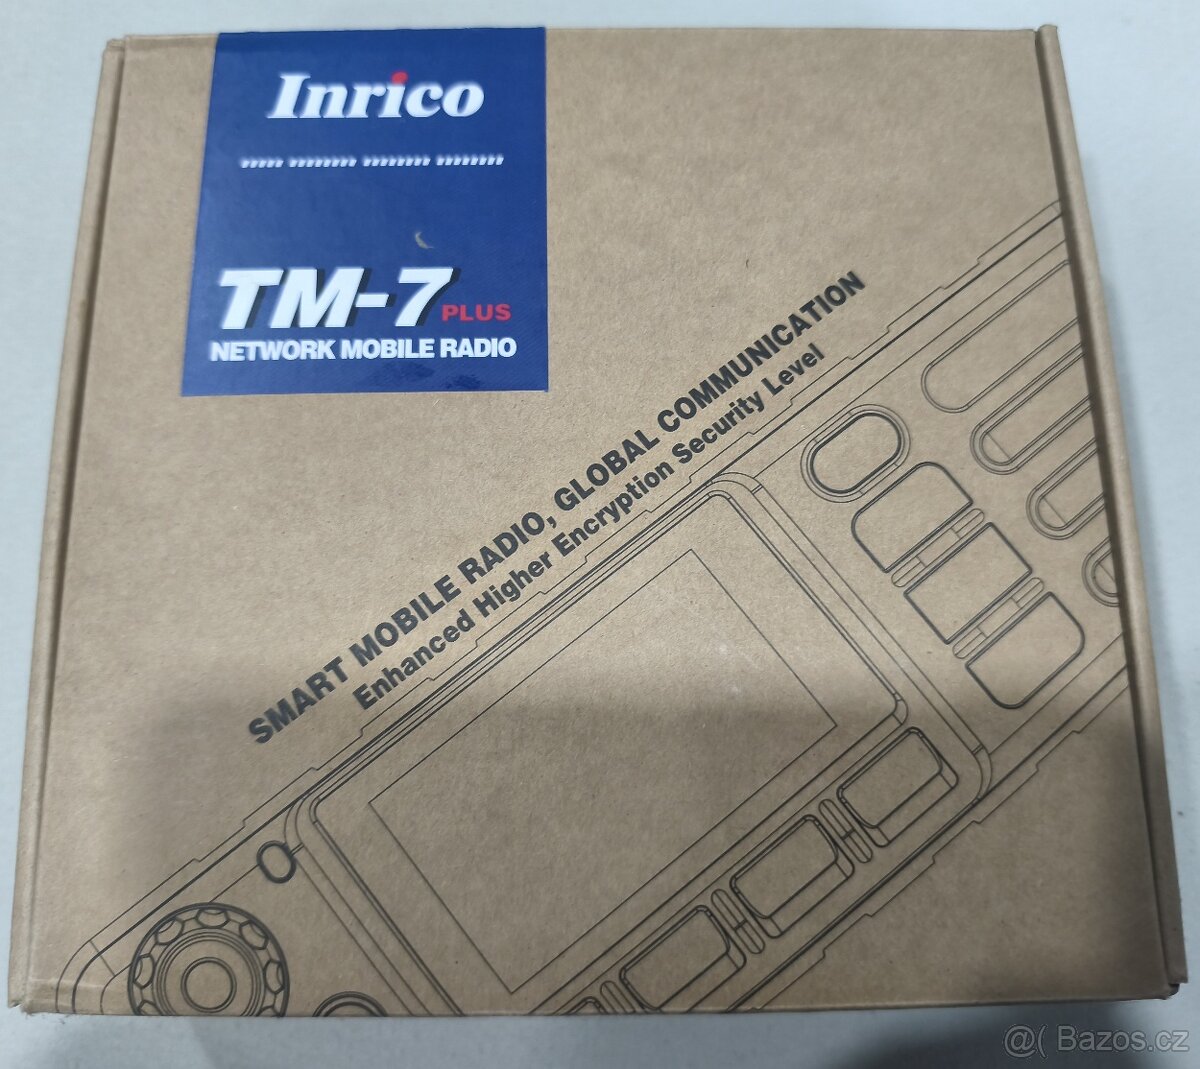 Inrico
TM-7 PLUS
NETWORK MOBILE RADIO
SMART MOBILE RADIO, GLOBAL COMMUNICATION
Enhanced Higher Encryption Security Level
@( Bazos.cz